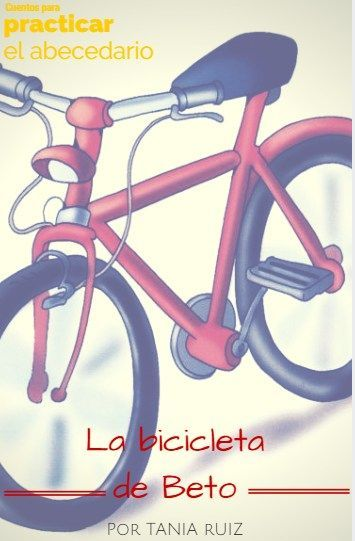 Cuentos para
practicar
el abecedario
La bicicleta
de Beto
POR TANIA RUIZ